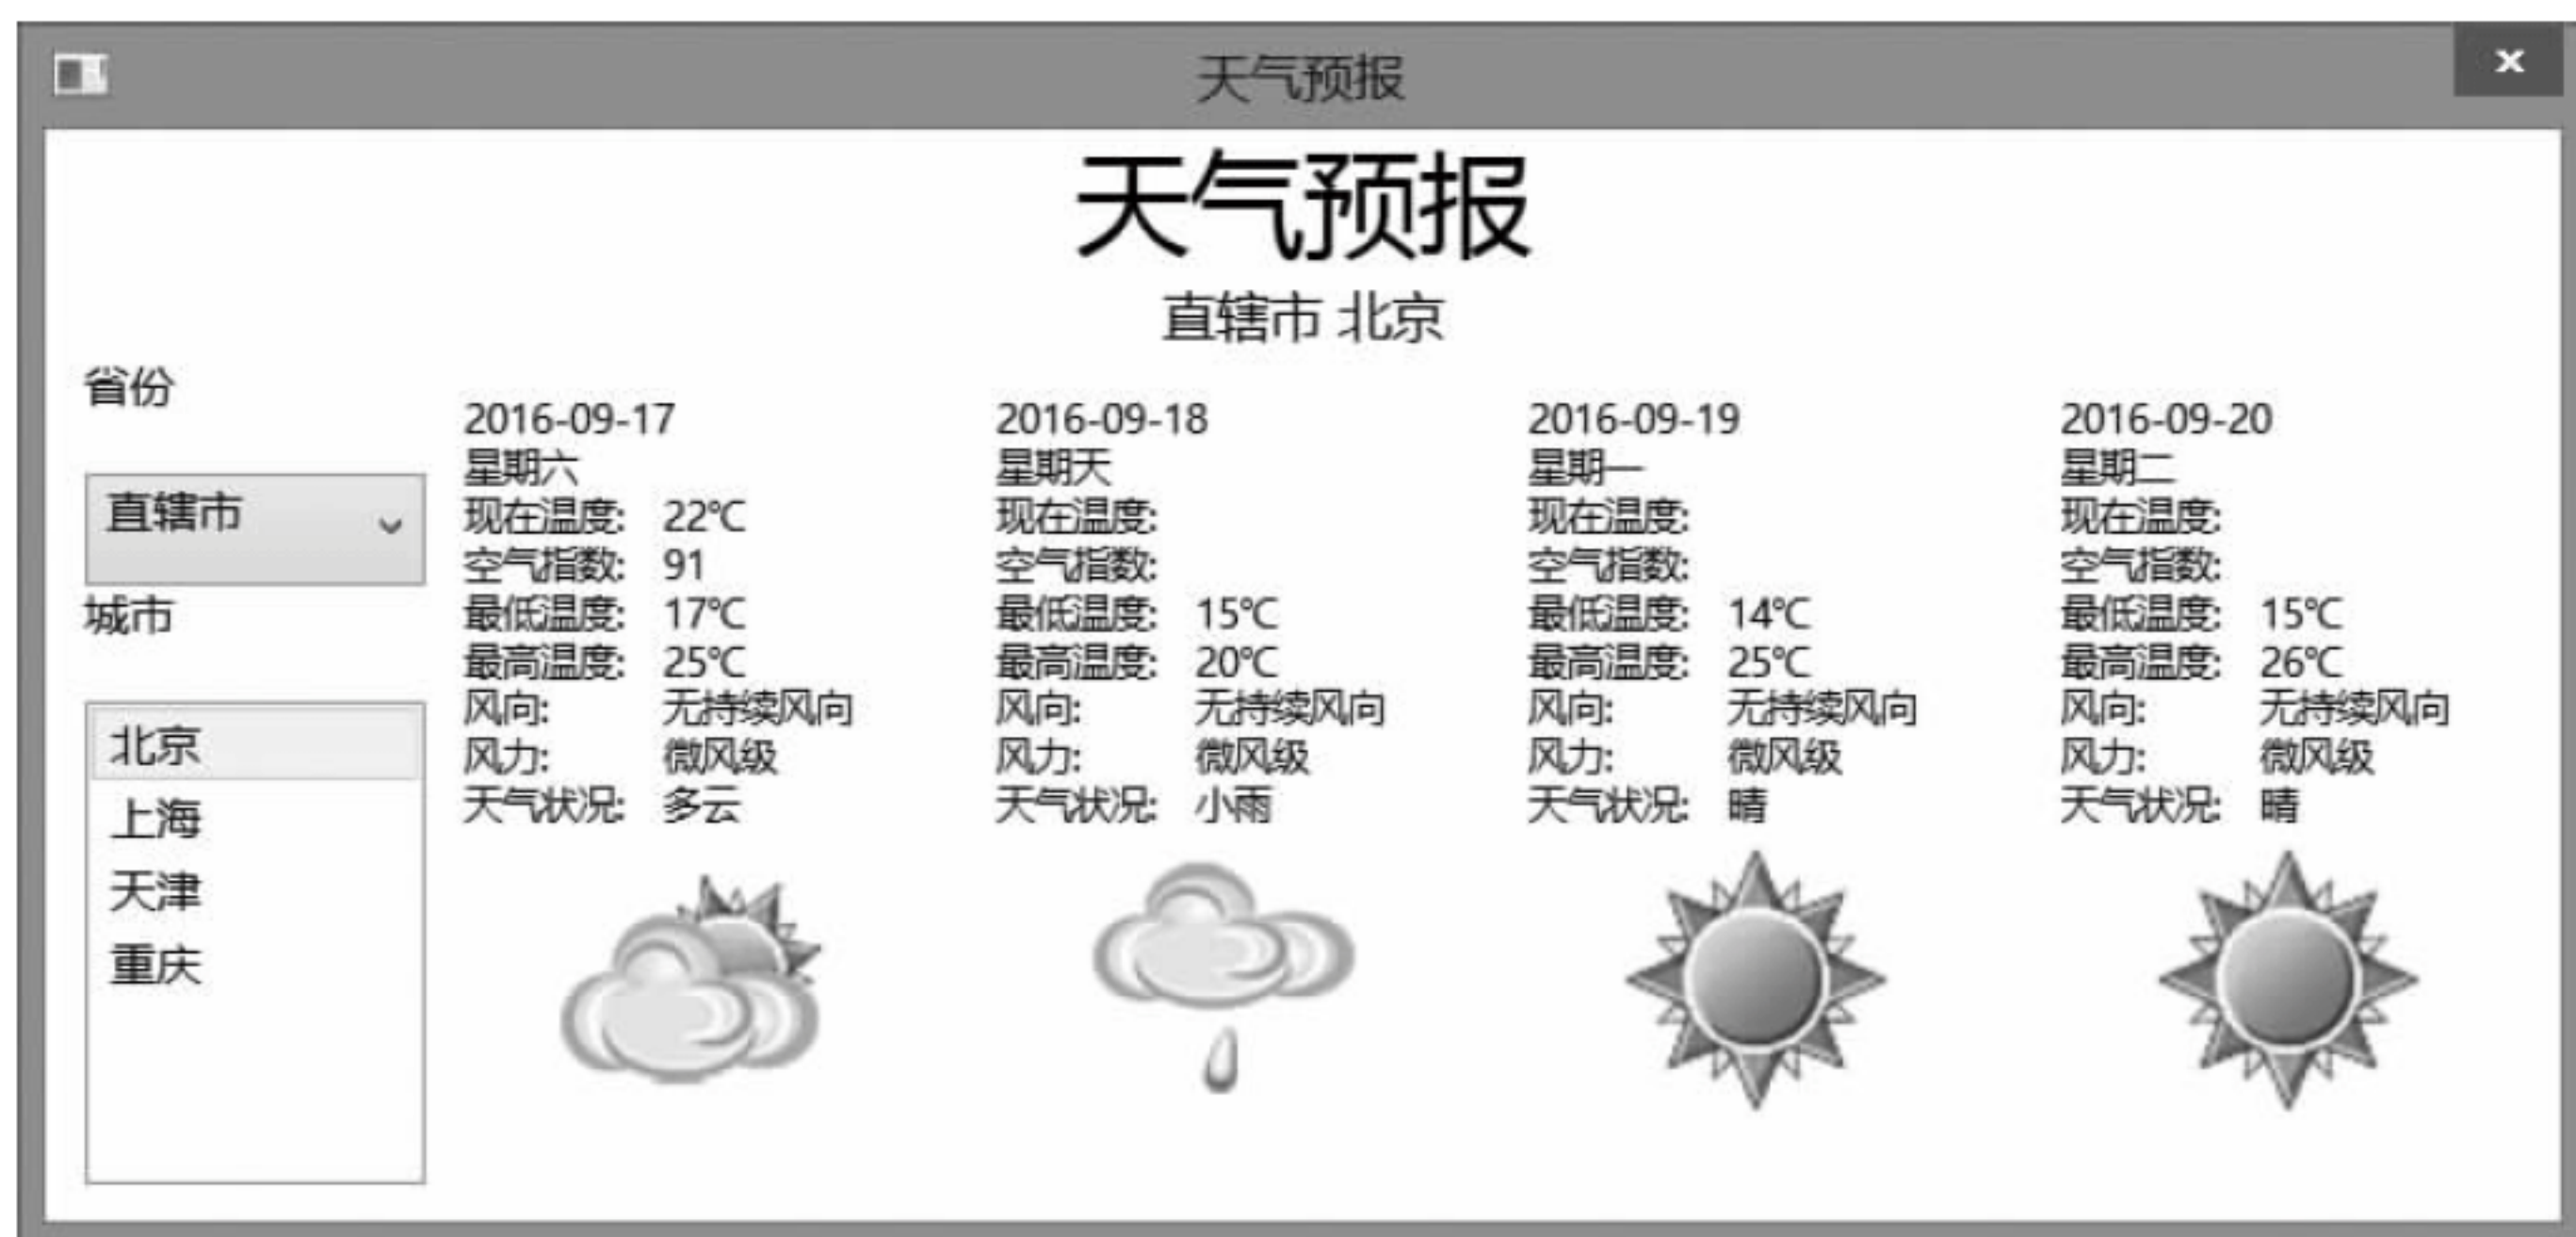 天气预报
天气预报
直辖市 北京
省份
直辖市
城市
北京
上海
天津
重庆
2016-09-17
星期六
现在温度: 22℃
空气指数: 91
最低温度: 17℃
最高温度: 25℃
风向: 无持续风向
风力: 微风级
天气状况: 多云
2016-09-18
星期天
现在温度:
空气指数:
最低温度: 15℃
最高温度: 20℃
风向: 无持续风向
风力: 微风级
天气状况: 小雨
2016-09-19
星期一
现在温度:
空气指数:
最低温度: 14℃
最高温度: 25℃
风向: 无持续风向
风力: 微风级
天气状况: 晴
2016-09-20
星期二
现在温度:
空气指数:
最低温度: 15℃
最高温度: 26℃
风向: 无持续风向
风力: 微风级
天气状况: 晴